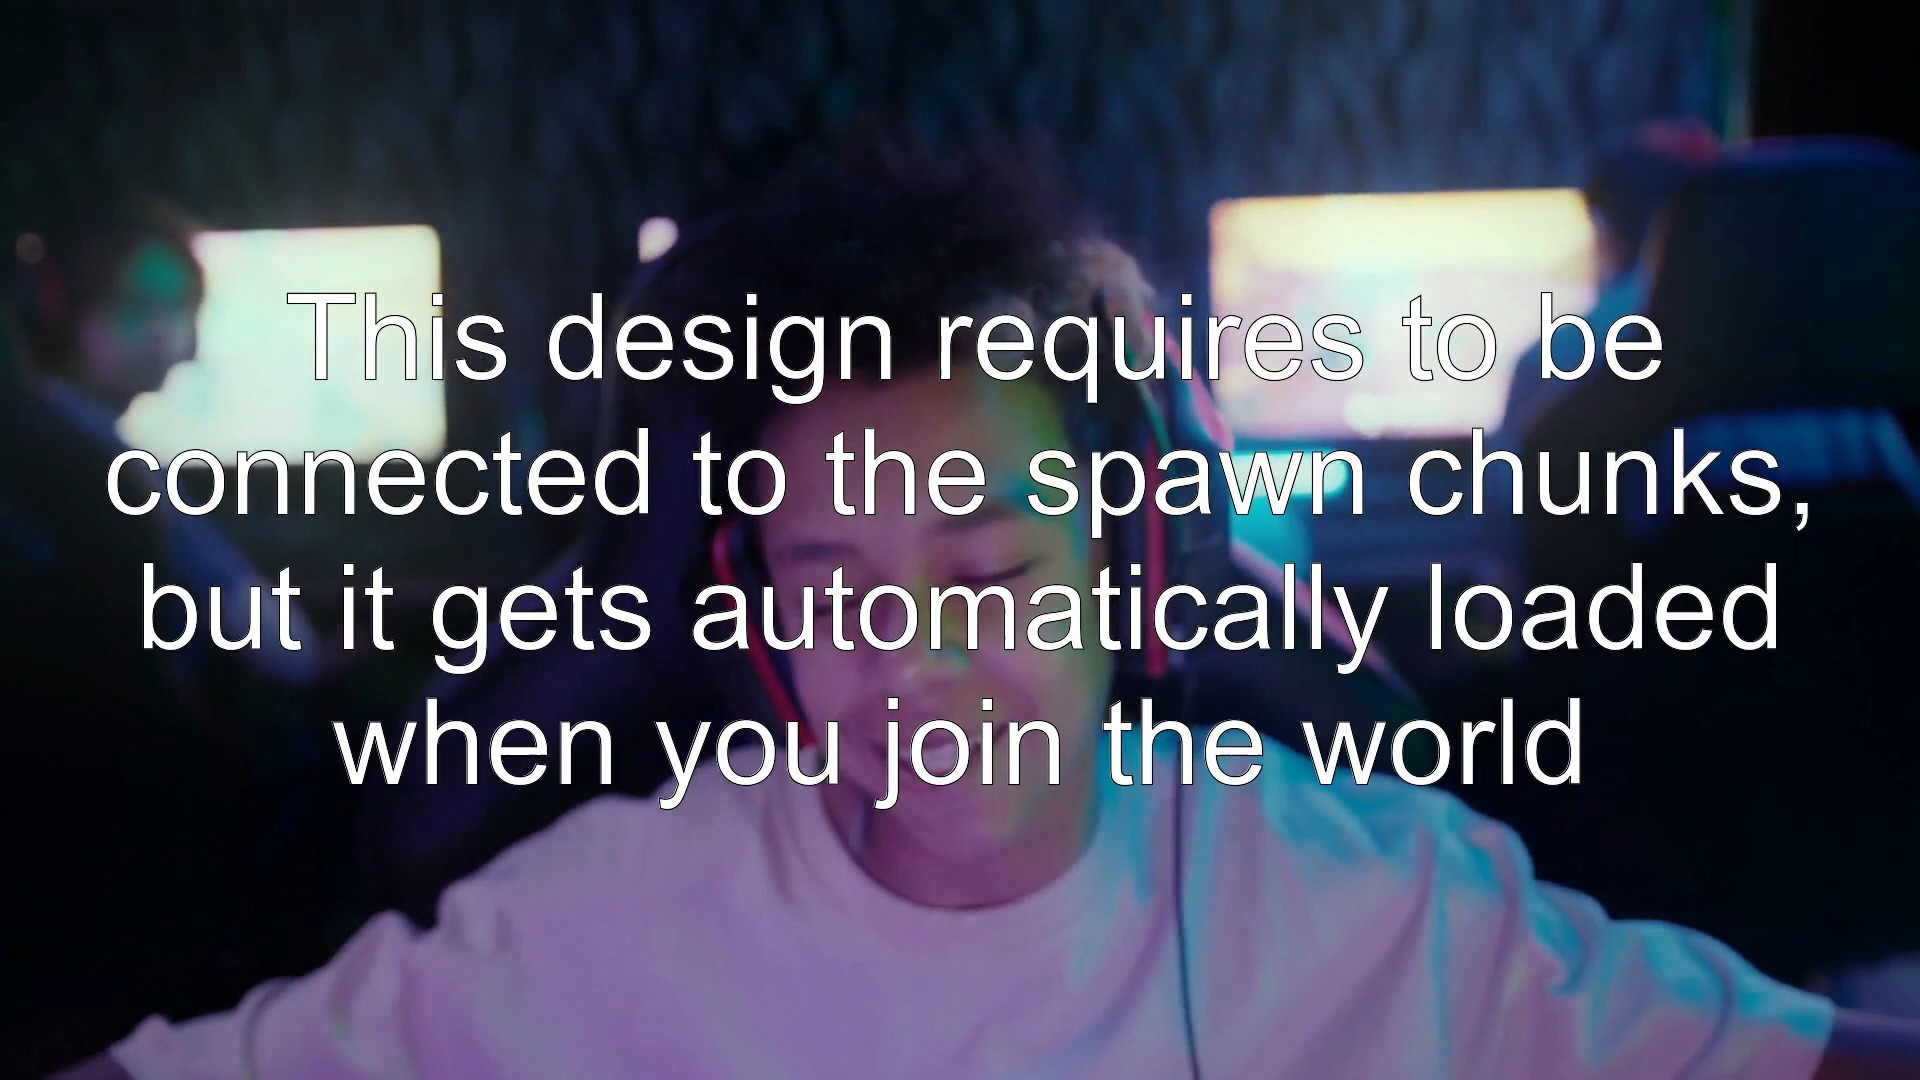 This design requires to be
connected to the spawn chunks,
but it gets automatically loaded
when you join the world